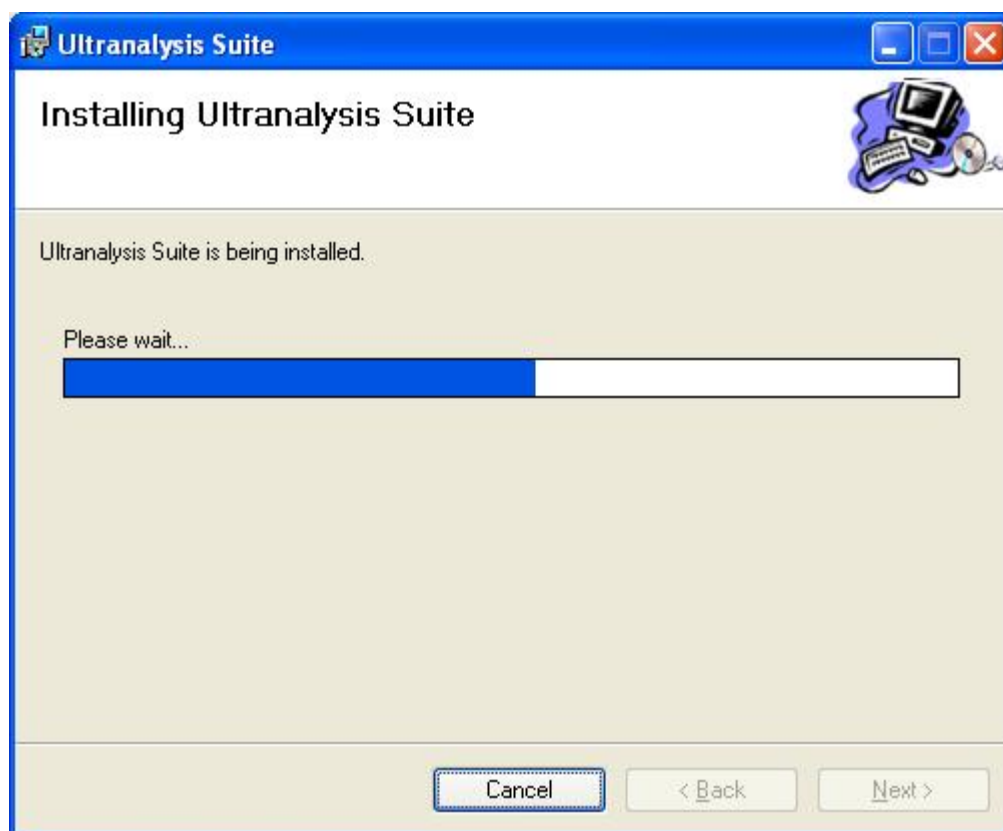 Ultranalysis Suite
Installing Ultranalysis Suite
Ultranalysis Suite is being installed.
Please wait...
Cancel
< Back
Next >